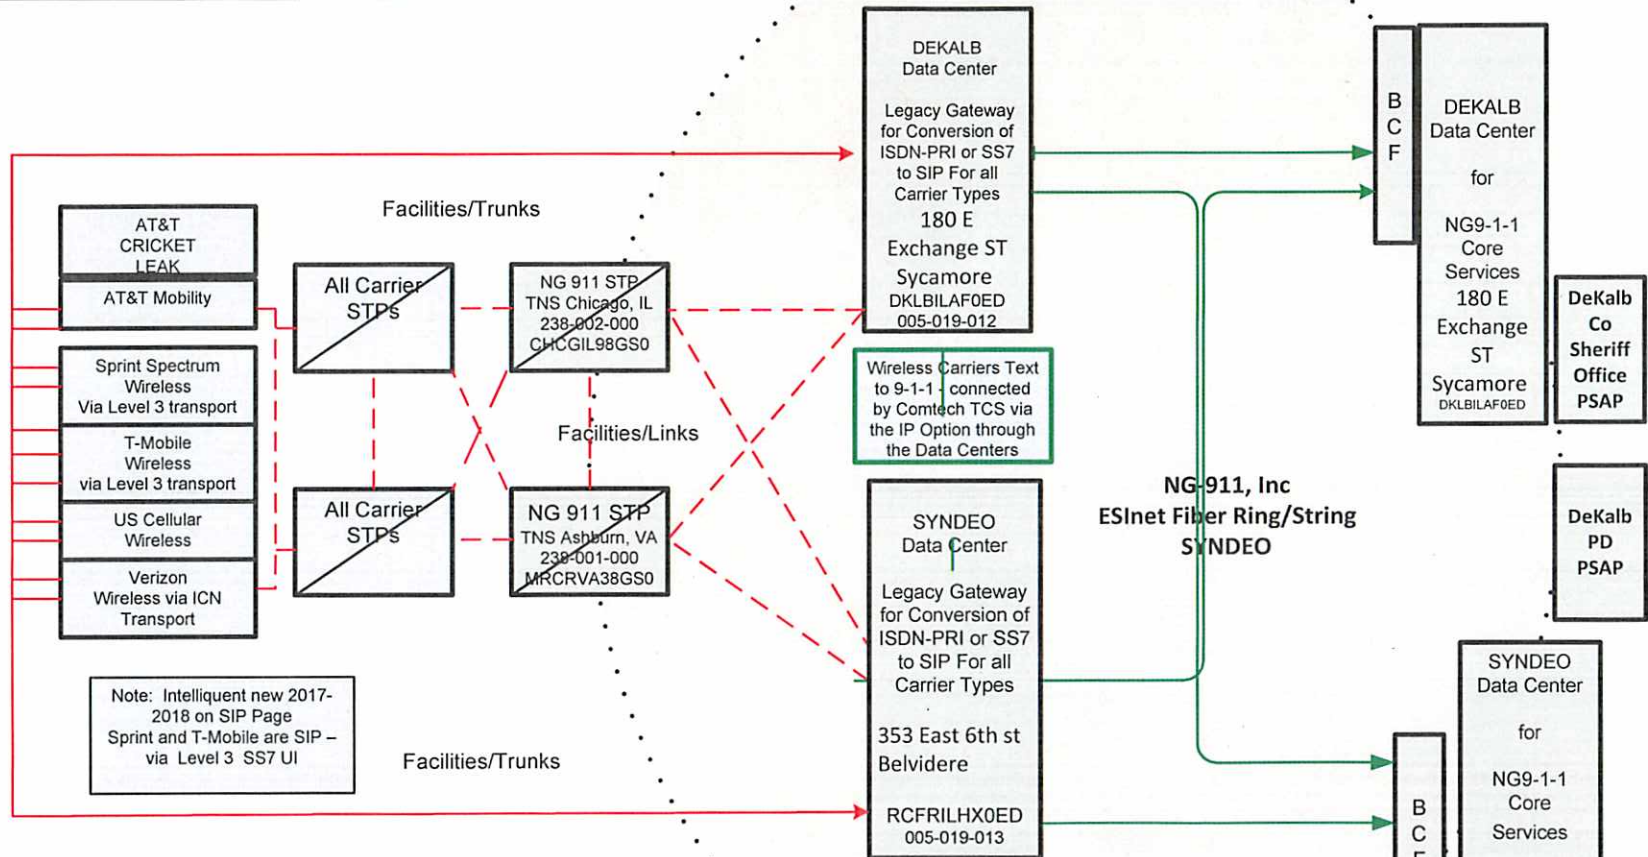 Facilities/Trunks
AT&T
CRICKET
LEAK
AT&T Mobility
Sprint Spectrum
Wireless
Via Level 3 transport
T-Mobile
Wireless
via Level 3 transport
US Cellular
Wireless
Verizon
Wireless via ICN
Transport
Note: Intelliquent new 2017-
2018 on SIP Page
Sprint and T-Mobile are SIP –
via Level 3 SS7 UI
All Carrier
STPs
All Carrier
STPs
NG 911 STP
TNS Chicago, IL
238-002-000
CHCGIL98GS0
Facilities/Links
NG 911 STP
TNS Ashburn, VA
238-001-000
MRCRVA38GS0
Facilities/Trunks
DEKALB
Data Center
Legacy Gateway
for Conversion of
ISDN-PRI or SS7
to SIP For all
Carrier Types
180 E
Exchange ST
Sycamore
DKLBILAF0ED
005-019-012
Wireless Carriers Text
to 9-1-1 - connected
by Comtech TCS via
the IP Option through
the Data Centers
SYNDEO
Data Center
Legacy Gateway
for Conversion of
ISDN-PRI or SS7
to SIP For all
Carrier Types
353 East 6th st
Belvidere
RCFRILHX0ED
005-019-013
NG-911, Inc
ESInet Fiber Ring/String
SYNDEO
B
C
F
DEKALB
Data Center
for
NG9-1-1
Core
Services
180 E
Exchange
ST
Sycamore
DKLBILAF0ED
DeKalb
Co
Sheriff
Office
PSAP
DeKalb
PD
PSAP
B
C
F
SYNDEO
Data Center
for
NG9-1-1
Core
Services